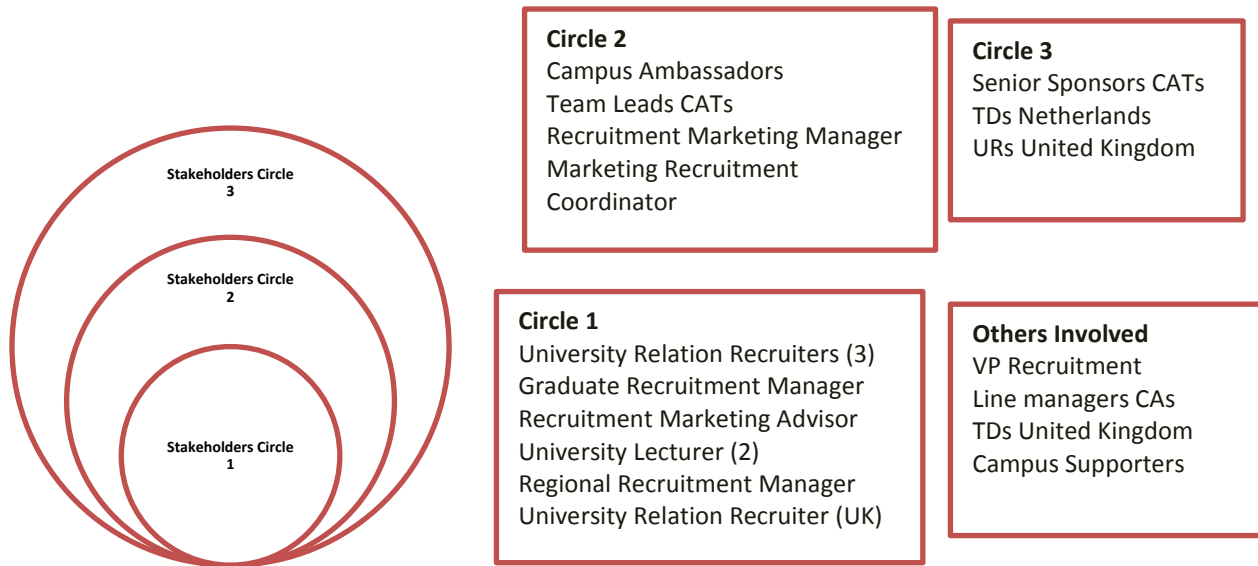 Stakeholders Circle
3
Stakeholders Circle
2
Stakeholders Circle
1
Circle 2
Campus Ambassadors
Team Leads CATs
Recruitment Marketing Manager
Marketing Recruitment
Coordinator
Circle 3
Senior Sponsors CATs
TDs Netherlands
URs United Kingdom
Circle 1
University Relation Recruiters (3)
Graduate Recruitment Manager
Recruitment Marketing Advisor
University Lecturer (2)
Regional Recruitment Manager
University Relation Recruiter (UK)
Others Involved
VP Recruitment
Line managers CAs
TDs United Kingdom
Campus Supporters